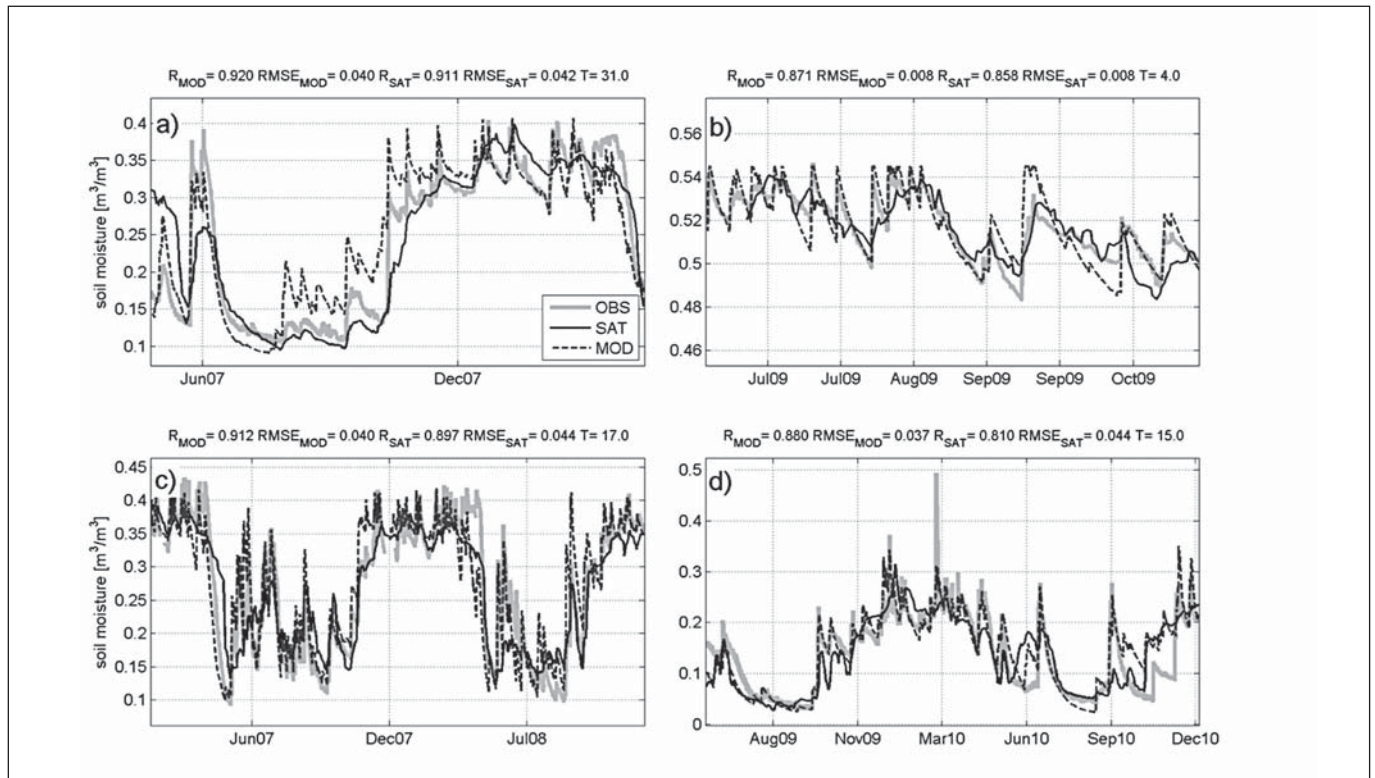 R_MOD= 0.920 RMSE_MOD= 0.040 R_SAT= 0.911 RMSE_SAT= 0.042 T= 31.0
a)
soil moisture [m³/m³]
0.4
0.35
0.3
0.25
0.2
0.15
0.1
OBS
SAT
MOD
Jun07 Dec07
R_MOD= 0.871 RMSE_MOD= 0.008 R_SAT= 0.858 RMSE_SAT= 0.008 T= 4.0
b)
0.56
0.54
0.52
0.5
0.48
0.46
Jul09 Jul09 Aug09 Sep09 Sep09 Oct09
R_MOD= 0.912 RMSE_MOD= 0.040 R_SAT= 0.897 RMSE_SAT= 0.044 T= 17.0
c)
soil moisture [m³/m³]
0.45
0.4
0.35
0.3
0.25
0.2
0.15
0.1
Jun07 Dec07 Jul08
R_MOD= 0.880 RMSE_MOD= 0.037 R_SAT= 0.810 RMSE_SAT= 0.044 T= 15.0
d)
0.5
0.4
0.3
0.2
0.1
0
Aug09 Nov09 Mar10 Jun10 Sep10 Dec10